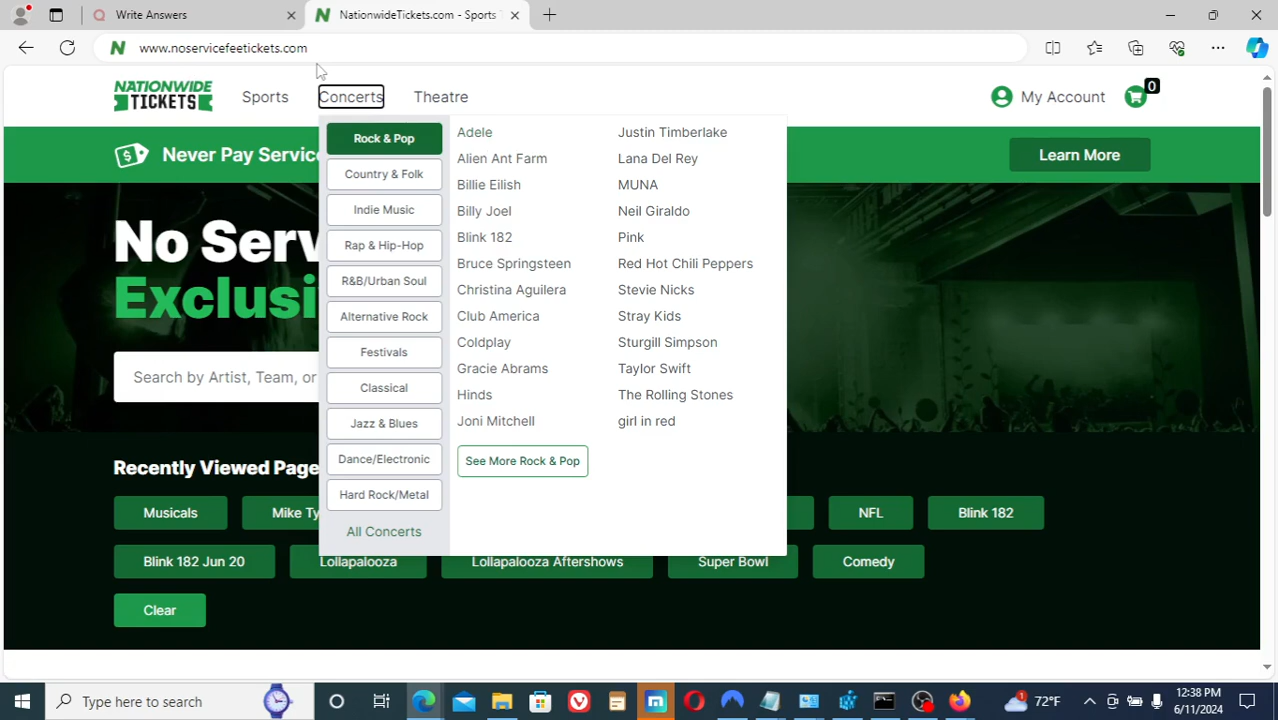 Write Answers
NationwideTickets.com - Sports
www.noservicefeetickets.com
NATIONWIDE
TICKETS
Sports
Concerts
Theatre
My Account
0
Never Pay Servic
Learn More
No Serv
Exclusi
Search by Artist, Team, or
Rock & Pop
Country & Folk
Indie Music
Rap & Hip-Hop
R&B/Urban Soul
Alternative Rock
Festivals
Classical
Jazz & Blues
Dance/Electronic
Hard Rock/Metal
All Concerts
Adele
Alien Ant Farm
Billie Eilish
Billy Joel
Blink 182
Bruce Springsteen
Christina Aguilera
Club America
Coldplay
Gracie Abrams
Hinds
Joni Mitchell
See More Rock & Pop
Justin Timberlake
Lana Del Rey
MUNA
Neil Giraldo
Pink
Red Hot Chili Peppers
Stevie Nicks
Stray Kids
Sturgill Simpson
Taylor Swift
The Rolling Stones
girl in red
Recently Viewed Page
Musicals
Mike Ty
NFL
Blink 182
Blink 182 Jun 20
Lollapalooza
Lollapalooza Aftershows
Super Bowl
Comedy
Clear
Type here to search
1
72°F
12:38 PM
6/11/2024